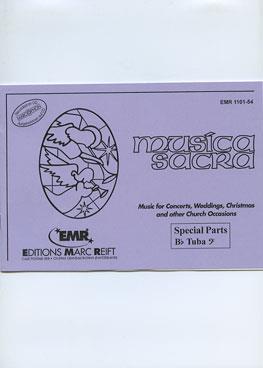 EMR 1101-54
musica
sacra
Music for Concerts, Weddings, Christmas
and other Church Occasions
EMR
EDITIONS MARC REIFT
Special Parts
B♭ Tuba 𝄢